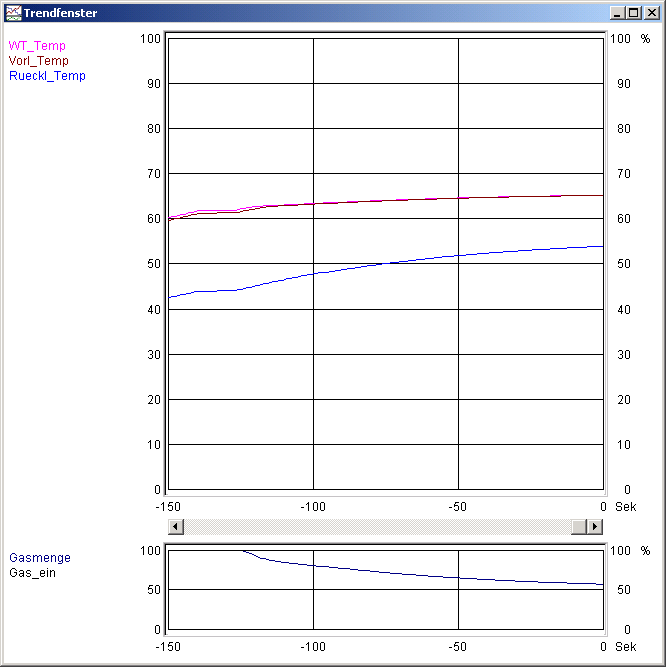 Trendfenster
WT_Temp
Vorl_Temp
Rueckl_Temp
100 100 %
90 90
80 80
70 70
60 60
50 50
40 40
30 30
20 20
10 10
0 0
-150 -100 -50 0 Sek
Gasmenge
Gas_ein
100 100 %
50 50
0 0
-150 -100 -50 0 Sek